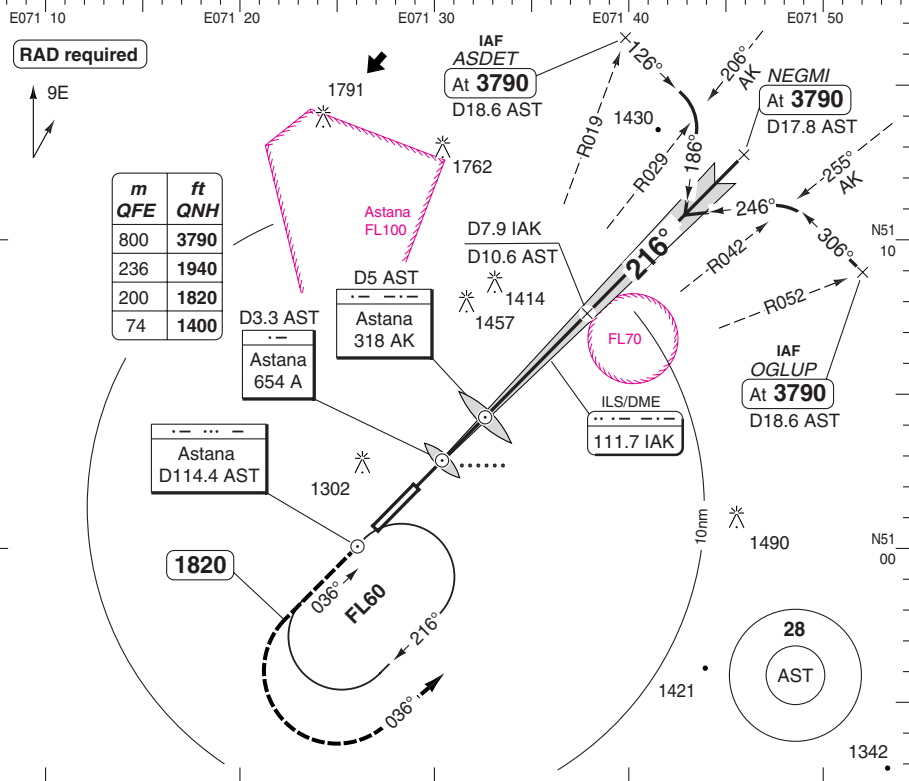 E071 10
E071 20
E071 30
E071 40
E071 50
RAD required
9E
1791
1762
IAF
ASDET
At 3790
D18.6 AST
126°
206°
AK
NEGMI
At 3790
D17.8 AST
1430
R019
R029
186°
255°
AK
m ft
QFE QNH
800 3790
236 1940
200 1820
74 1400
Astana
FL100
D7.9 IAK
D10.6 AST
216°
246°
306°
R042
R052
N51
10
D5 AST
Astana
318 AK
1414
1457
D3.3 AST
Astana
654 A
FL70
IAF
OGLUP
At 3790
D18.6 AST
ILS/DME
111.7 IAK
Astana
D114.4 AST
1302
10nm
1490
N51
00
1820
036°
FL60
216°
036°
28
AST
1421
1342